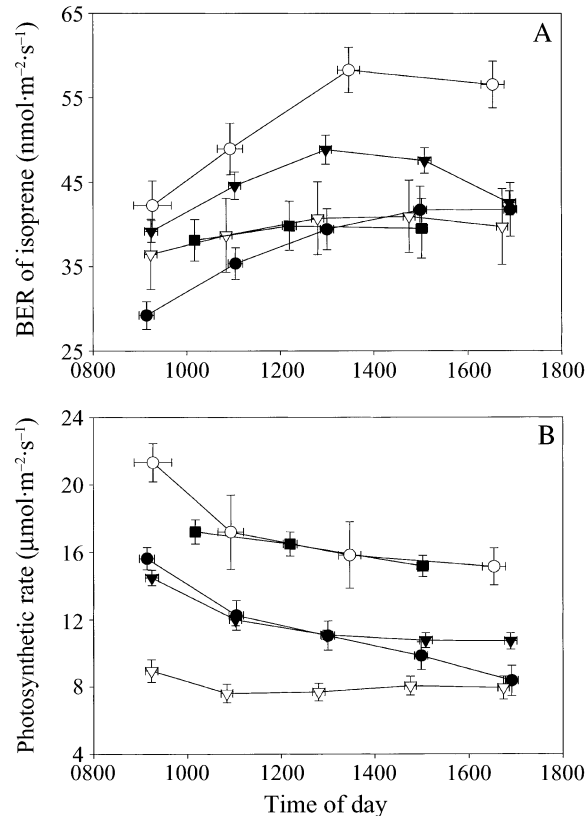 A
BER of isoprene (nmol·m⁻²·s⁻¹)
65
55
45
35
25
0800 1000 1200 1400 1600 1800
B
Photosynthetic rate (µmol·m⁻²·s⁻¹)
24
20
16
12
8
4
0800 1000 1200 1400 1600 1800
Time of day